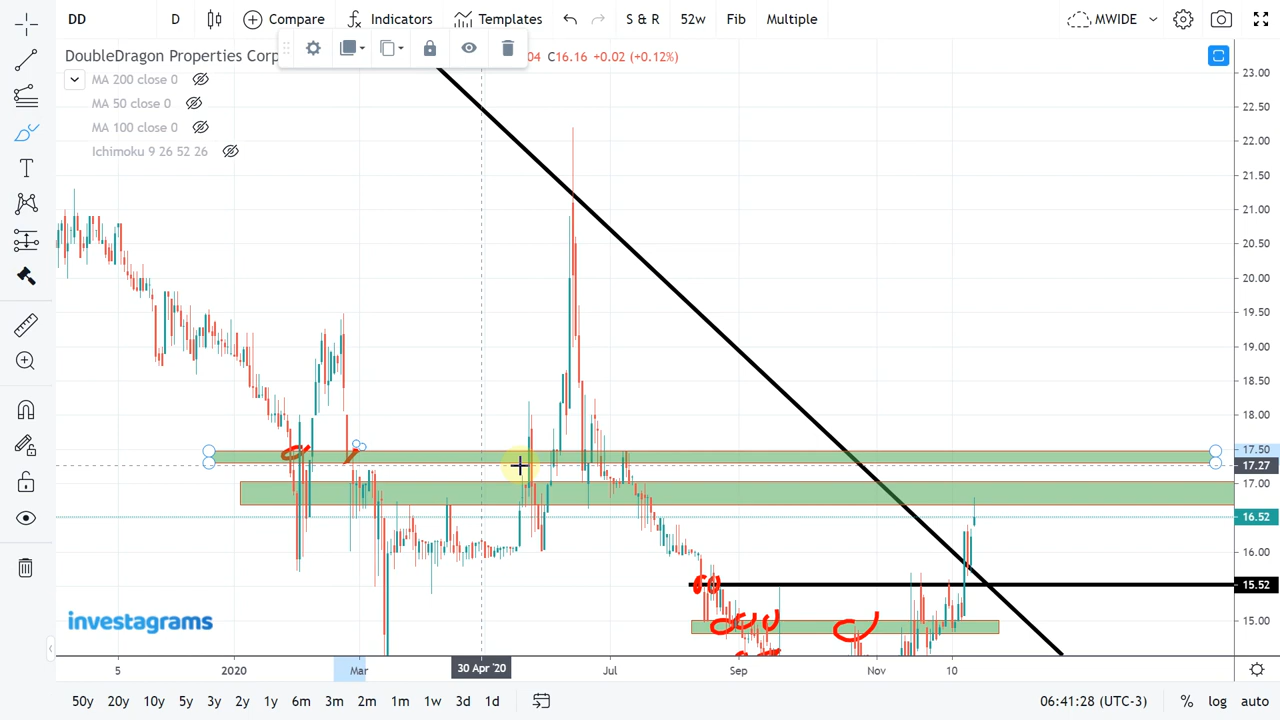 DD D Compare Indicators Templates S & R 52w Fib Multiple MWIDE
DoubleDragon Properties Corp 04 C16.16 +0.02 (+0.12%)
MA 200 close 0
MA 50 close 0
MA 100 close 0
Ichimoku 9 26 52 26
23.00
22.50
22.00
21.50
21.00
20.50
20.00
19.50
19.00
18.50
18.00
17.50
17.27
17.00
16.52
16.00
15.52
15.00
investagrams
5 2020 Mar 30 Apr '20 Jul Sep Nov 10
50y 20y 10y 5y 3y 2y 1y 6m 3m 2m 1m 1w 3d 1d 06:41:28 (UTC-3) % log auto